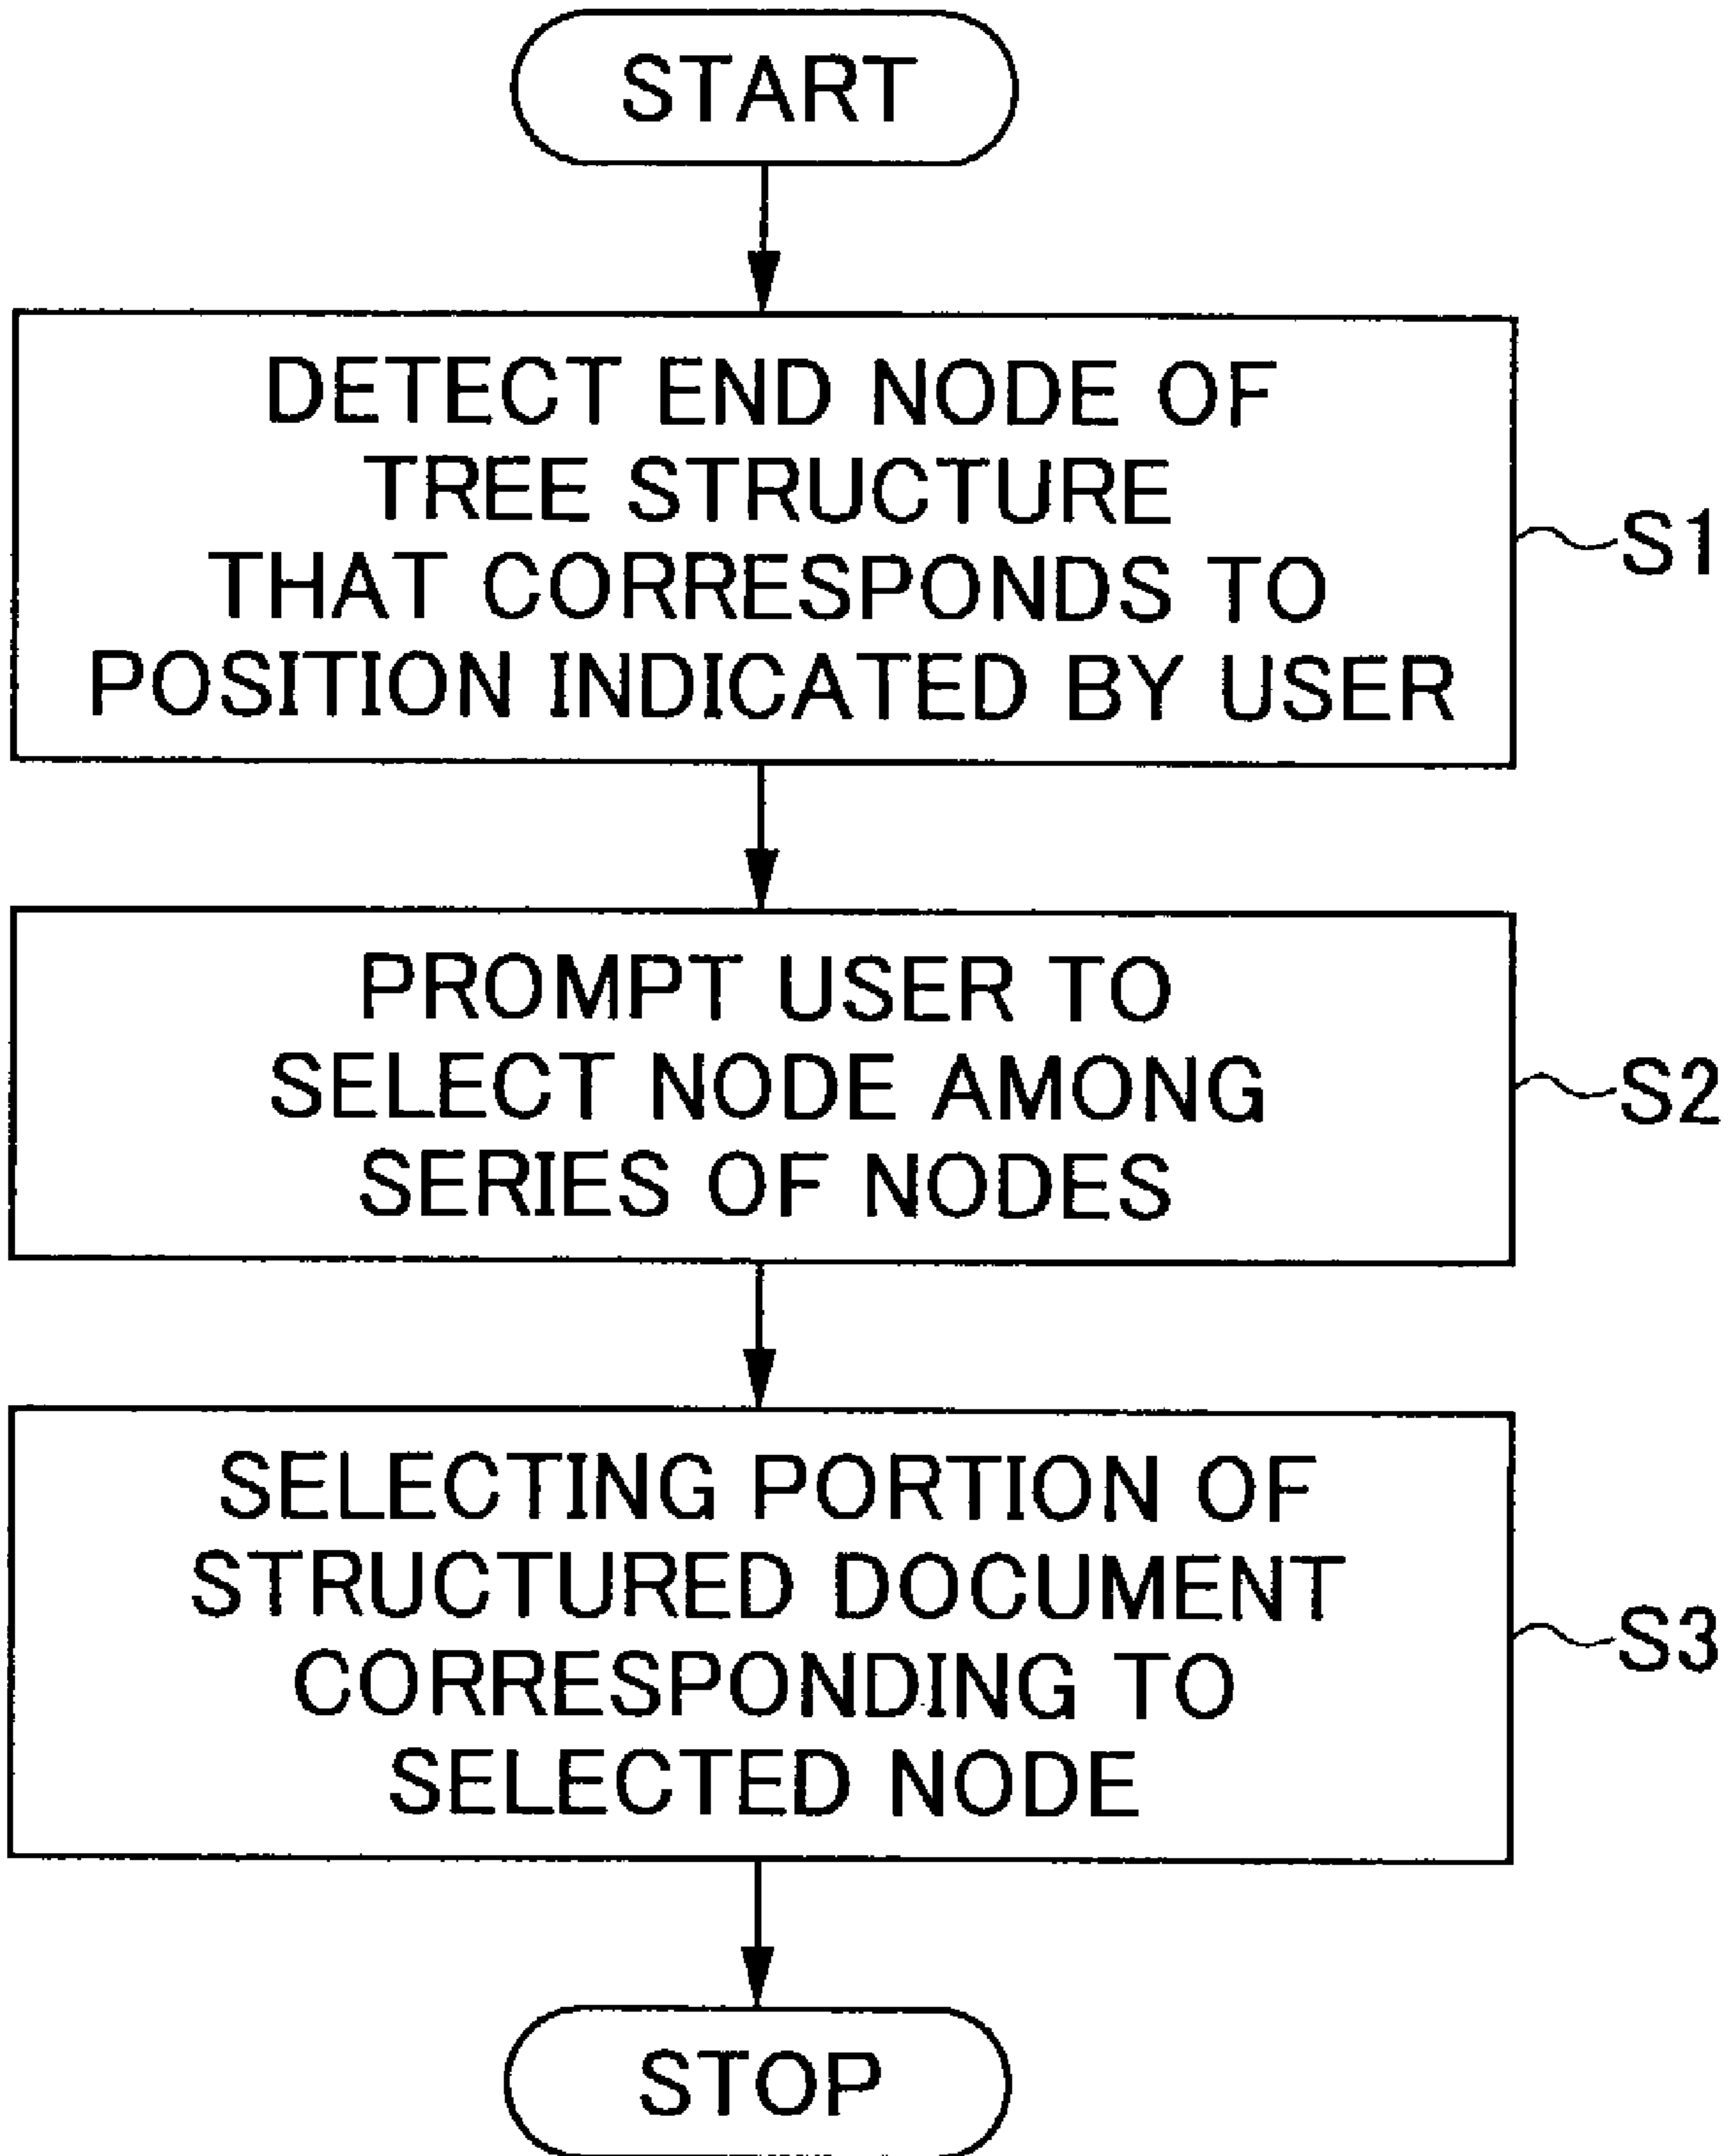 START
DETECT END NODE OF
TREE STRUCTURE
THAT CORRESPONDS TO
POSITION INDICATED BY USER
S1
PROMPT USER TO
SELECT NODE AMONG
SERIES OF NODES
S2
SELECTING PORTION OF
STRUCTURED DOCUMENT
CORRESPONDING TO
SELECTED NODE
S3
STOP